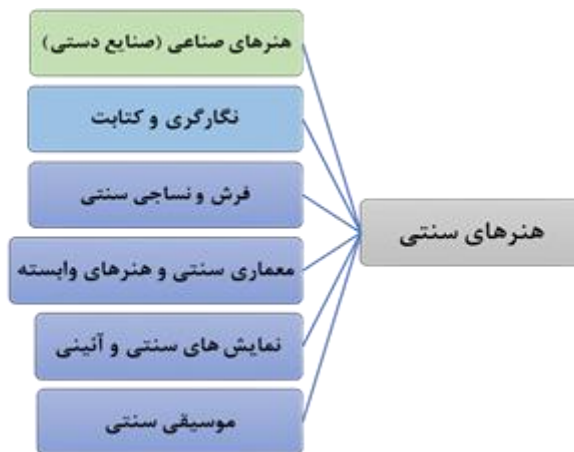 هنرهای سنتی
هنرهای صناعی (صنایع دستی)
نگارگری و کتابت
فرش و نساجی سنتی
معماری سنتی و هنرهای وابسته
نمایش های سنتی و آئینی
موسیقی سنتی